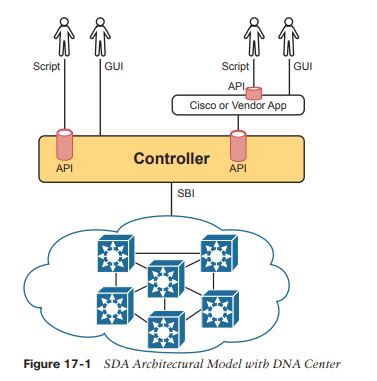 Script
GUI
Script
GUI
API
Cisco or Vendor App
Controller
API
API
SBI
Figure 17-1 SDA Architectural Model with DNA Center